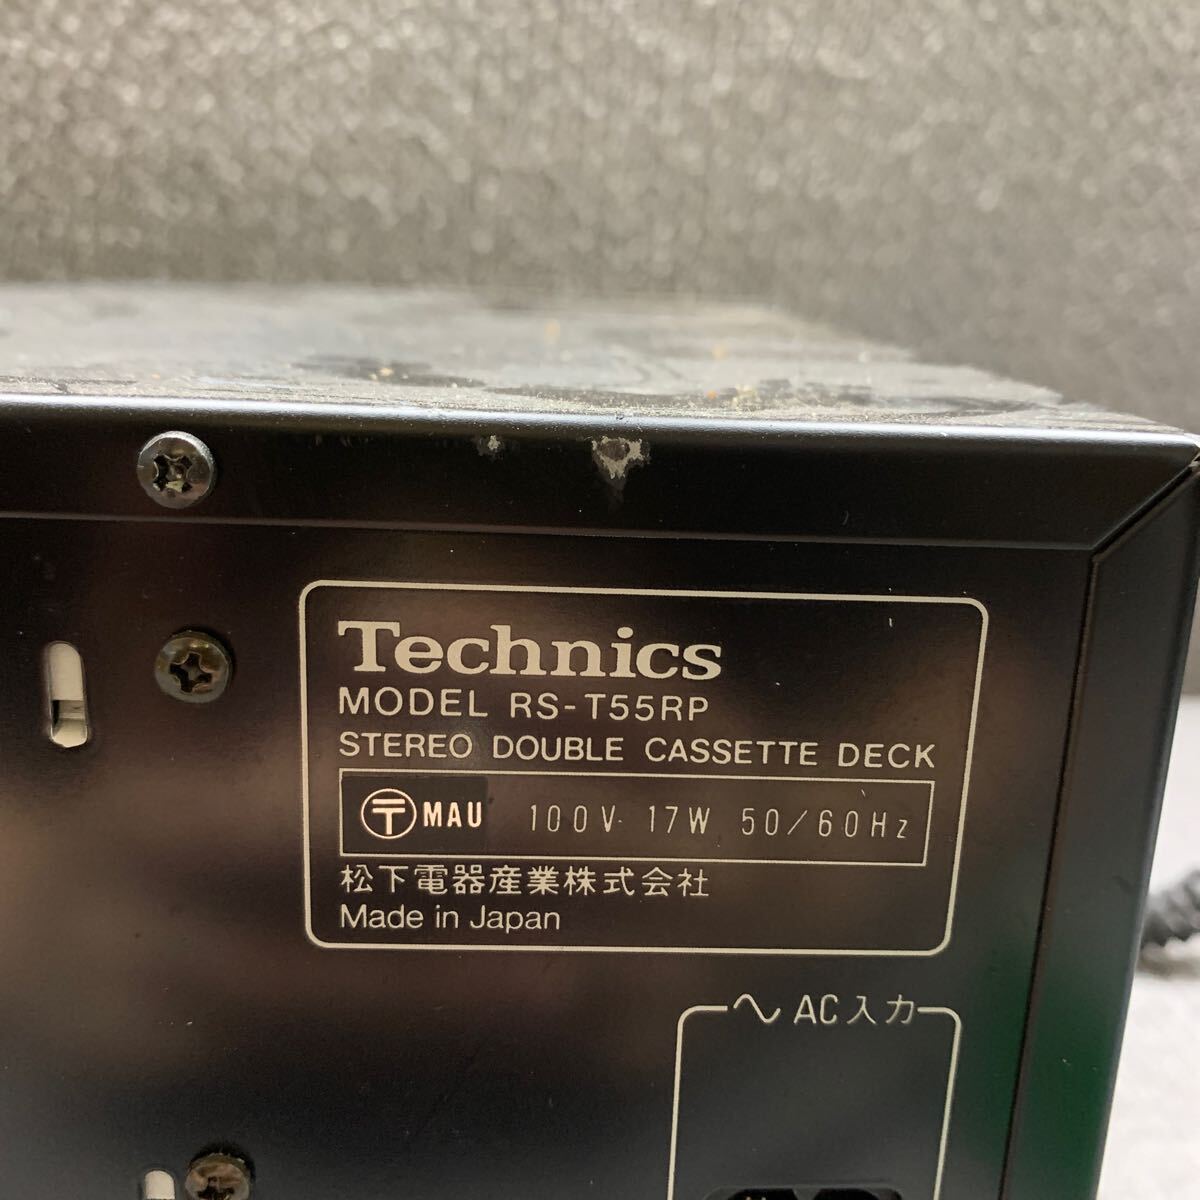 Technics
MODEL RS-T55RP
STEREO DOUBLE CASSETTE DECK
〒 MAU 100V 17W 50/60Hz
松下電器産業株式会社
Made in Japan
∿ AC入力